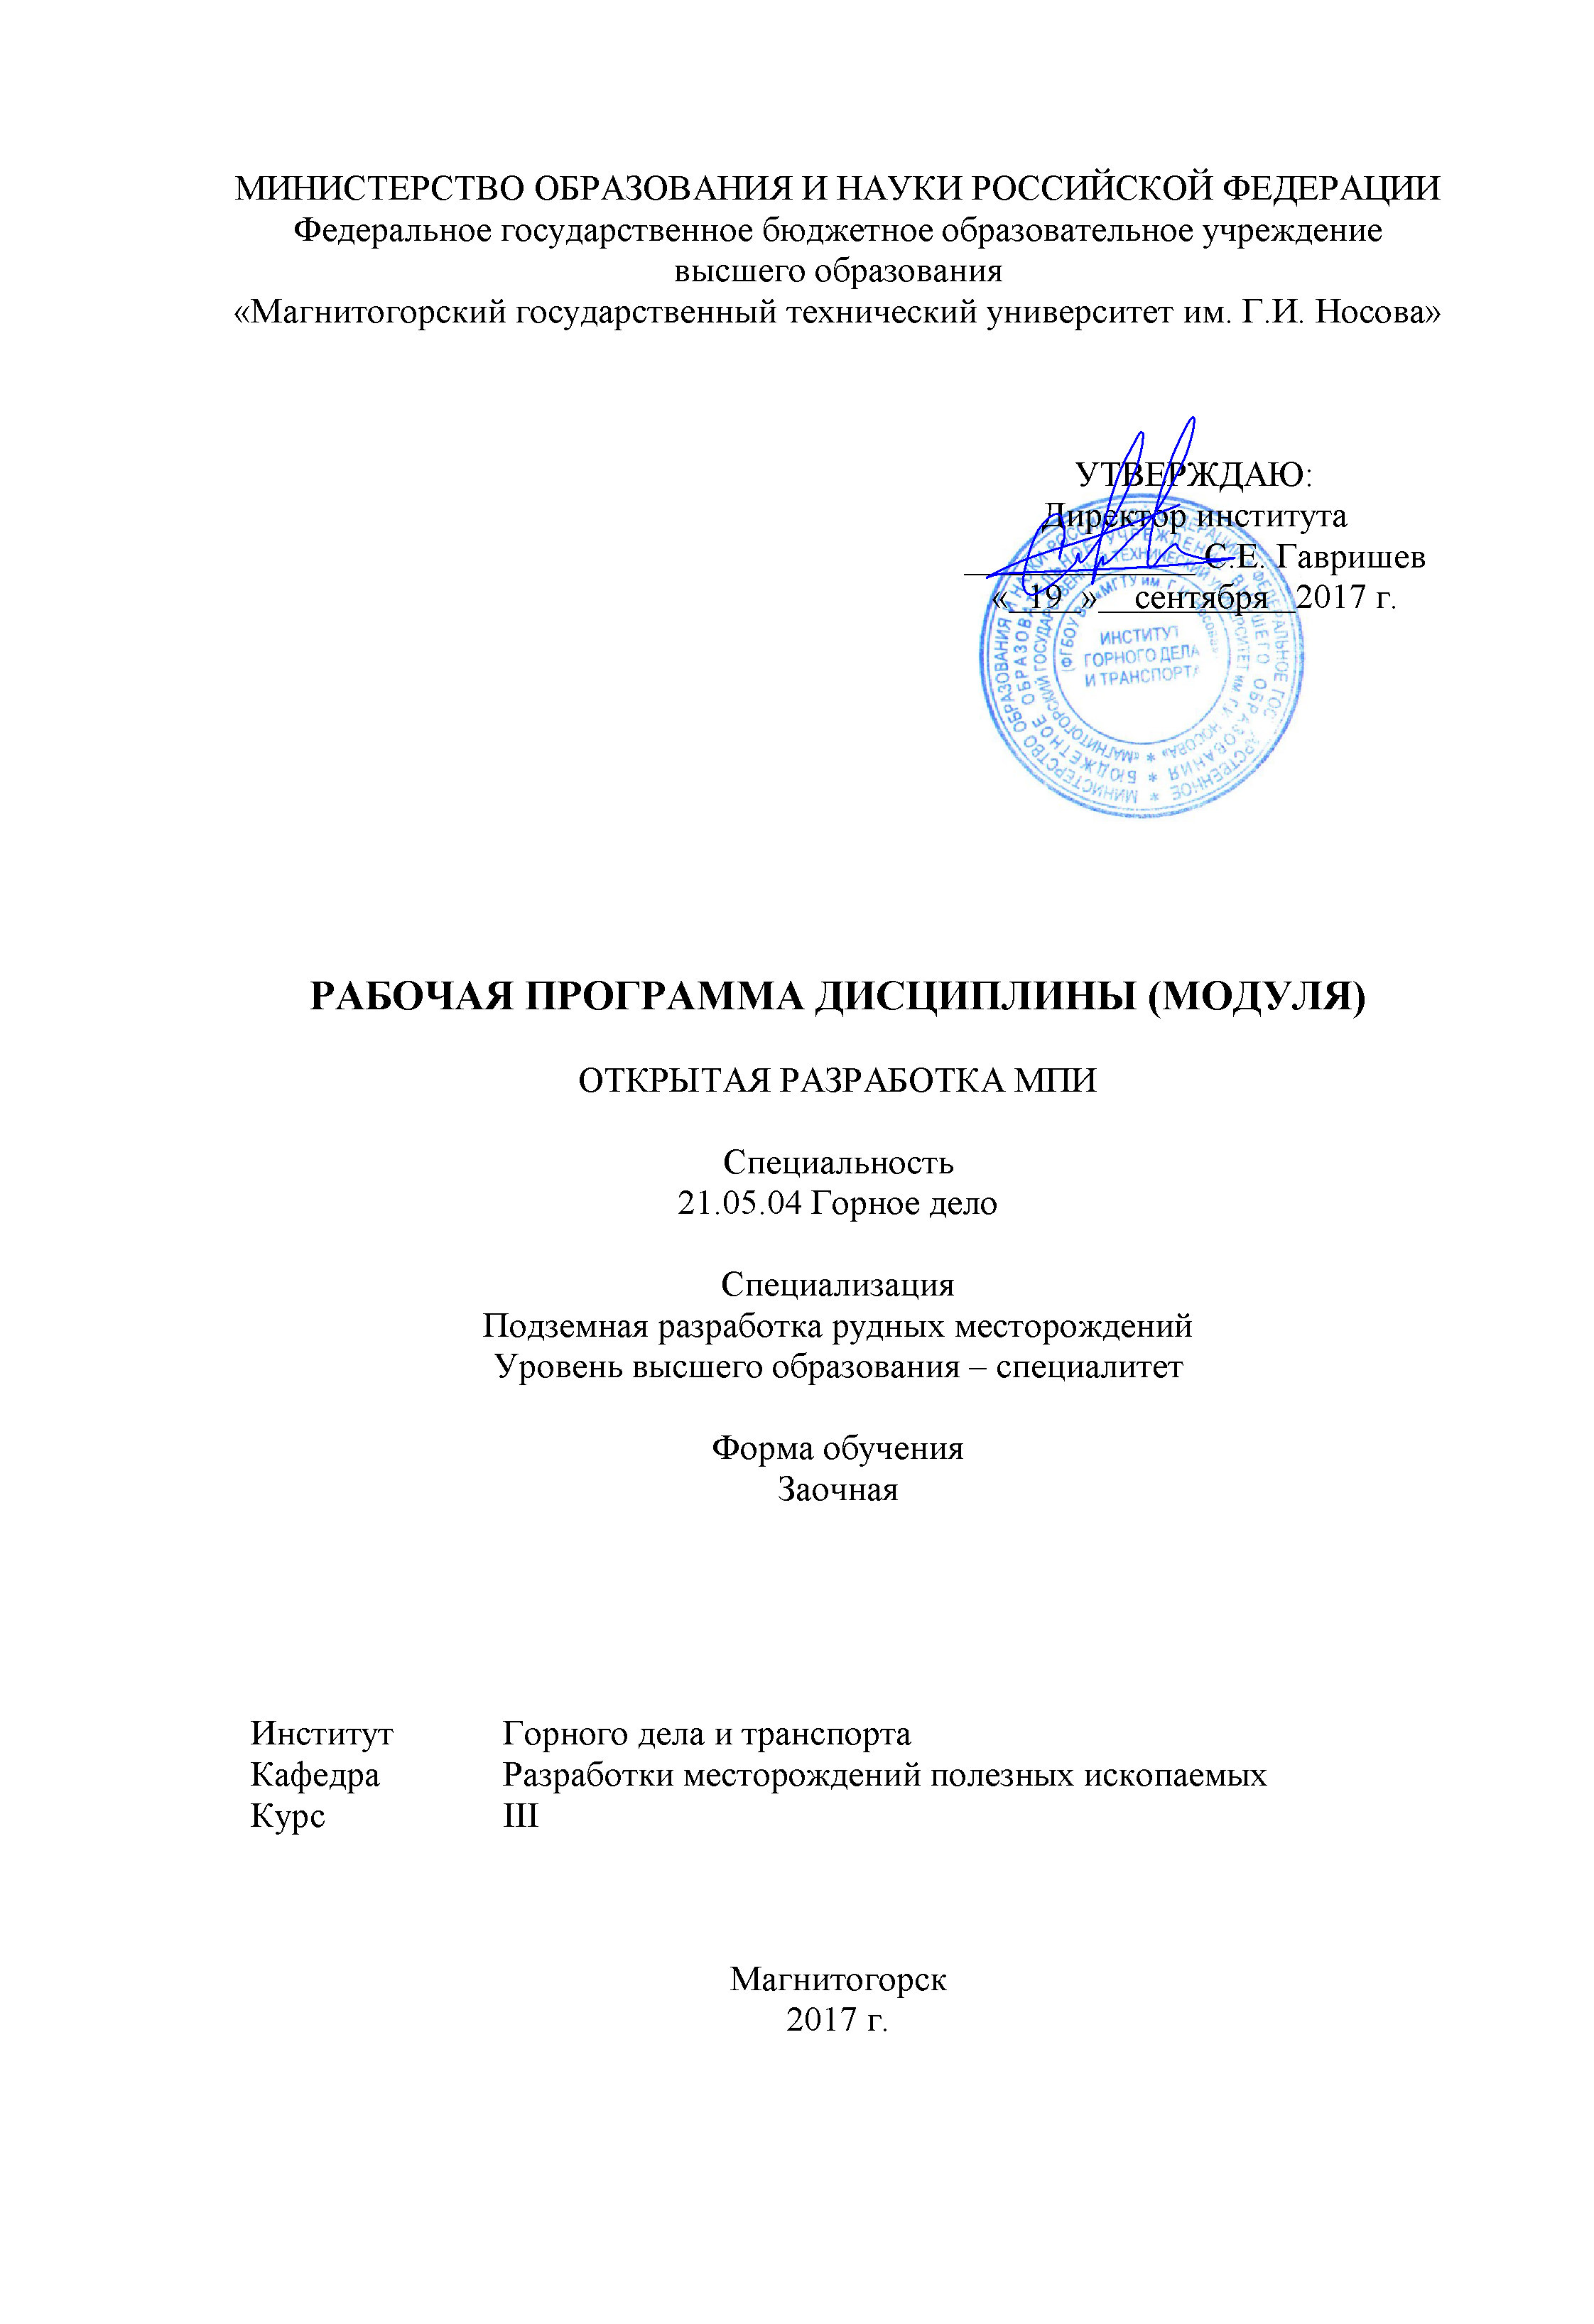 МИНИСТЕРСТВО ОБРАЗОВАНИЯ И НАУКИ РОССИЙСКОЙ ФЕДЕРАЦИИ
Федеральное государственное бюджетное образовательное учреждение
высшего образования
«Магнитогорский государственный технический университет им. Г.И. Носова»
УТВЕРЖДАЮ:
Директор института
С.Е. Гавришев
« 19 » сентября 2017 г.
ИНСТИТУТ
ГОРНОГО ДЕЛА
И ТРАНСПОРТА
РАБОЧАЯ ПРОГРАММА ДИСЦИПЛИНЫ (МОДУЛЯ)
ОТКРЫТАЯ РАЗРАБОТКА МПИ
Специальность
21.05.04 Горное дело
Специализация
Подземная разработка рудных месторождений
Уровень высшего образования – специалитет
Форма обучения
Заочная
Институт Горного дела и транспорта
Кафедра Разработки месторождений полезных ископаемых
Курс III
Магнитогорск
2017 г.